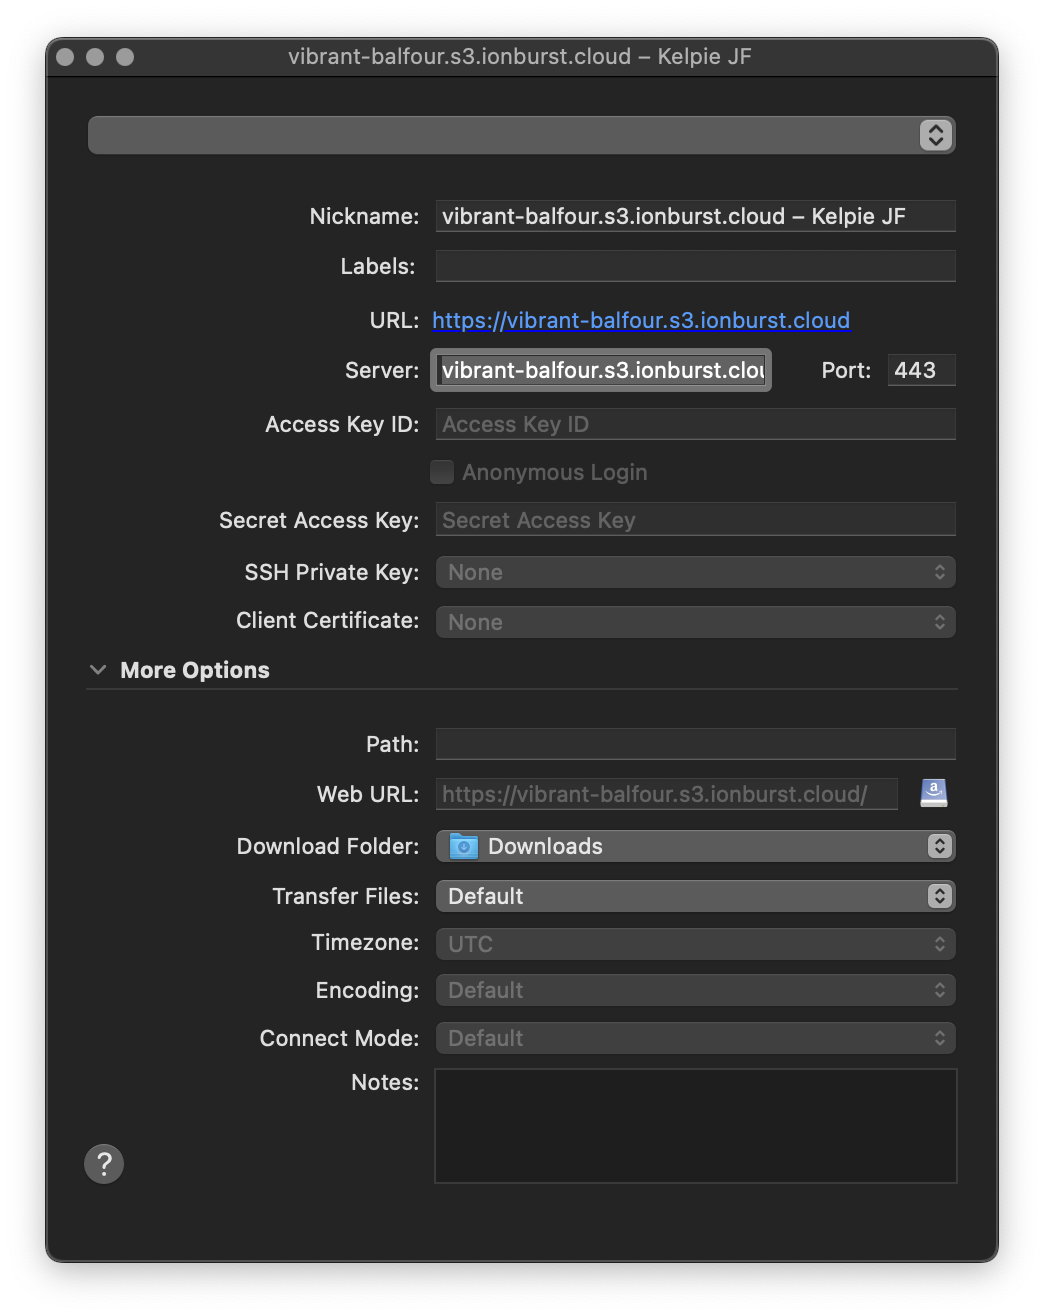 vibrant-balfour.s3.ionburst.cloud – Kelpie JF
Nickname: vibrant-balfour.s3.ionburst.cloud – Kelpie JF
Labels:
URL: https://vibrant-balfour.s3.ionburst.cloud
Server: vibrant-balfour.s3.ionburst.clou Port: 443
Access Key ID: Access Key ID
Anonymous Login
Secret Access Key: Secret Access Key
SSH Private Key: None
Client Certificate: None
More Options
Path:
Web URL: https://vibrant-balfour.s3.ionburst.cloud/
Download Folder: Downloads
Transfer Files: Default
Timezone: UTC
Encoding: Default
Connect Mode: Default
Notes:
?